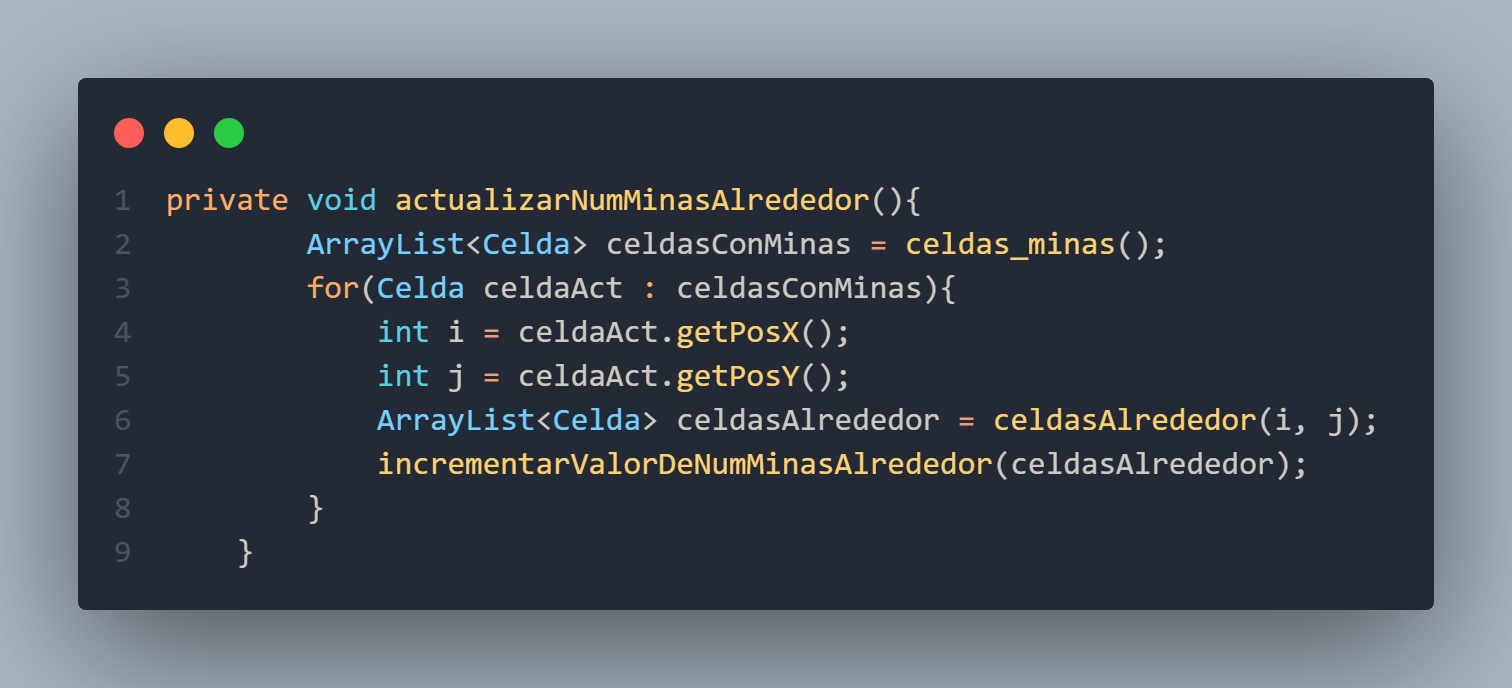 1 private void actualizarNumMinasAlrededor(){
2         ArrayList<Celda> celdasConMinas = celdas_minas();
3         for(Celda celdaAct : celdasConMinas){
4             int i = celdaAct.getPosX();
5             int j = celdaAct.getPosY();
6             ArrayList<Celda> celdasAlrededor = celdasAlrededor(i, j);
7             incrementarValorDeNumMinasAlrededor(celdasAlrededor);
8         }
9     }